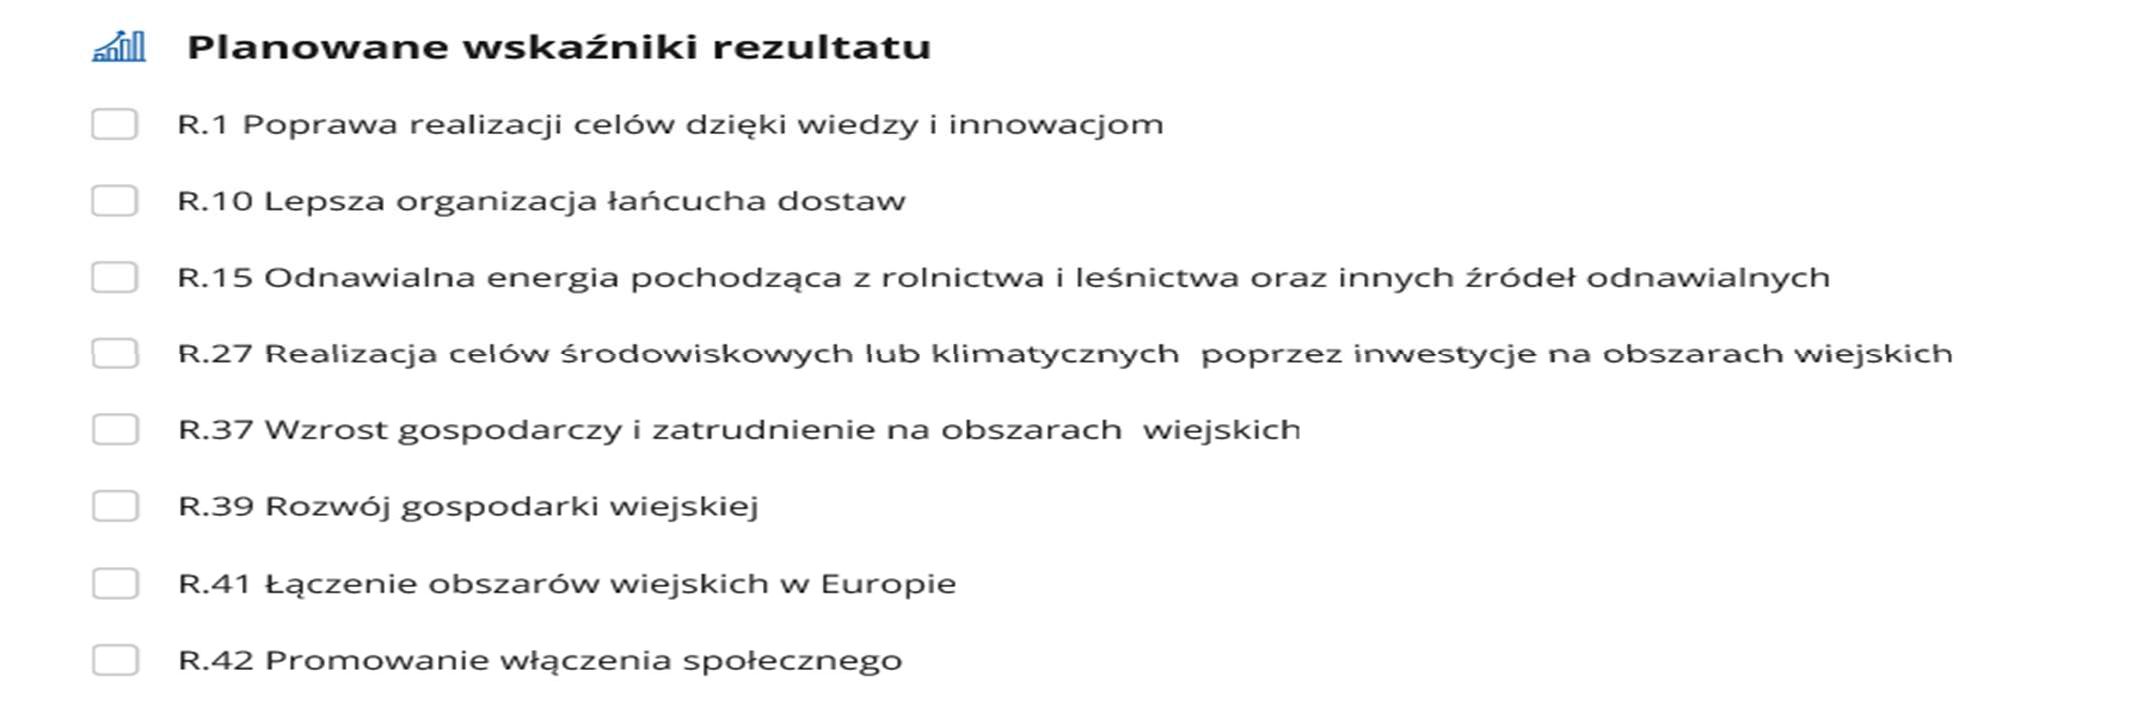 Planowane wskaźniki rezultatu
R.1 Poprawa realizacji celów dzięki wiedzy i innowacjom
R.10 Lepsza organizacja łańcucha dostaw
R.15 Odnawialna energia pochodząca z rolnictwa i leśnictwa oraz innych źródeł odnawialnych
R.27 Realizacja celów środowiskowych lub klimatycznych  poprzez inwestycje na obszarach wiejskich
R.37 Wzrost gospodarczy i zatrudnienie na obszarach  wiejskich
R.39 Rozwój gospodarki wiejskiej
R.41 Łączenie obszarów wiejskich w Europie
R.42 Promowanie włączenia społecznego